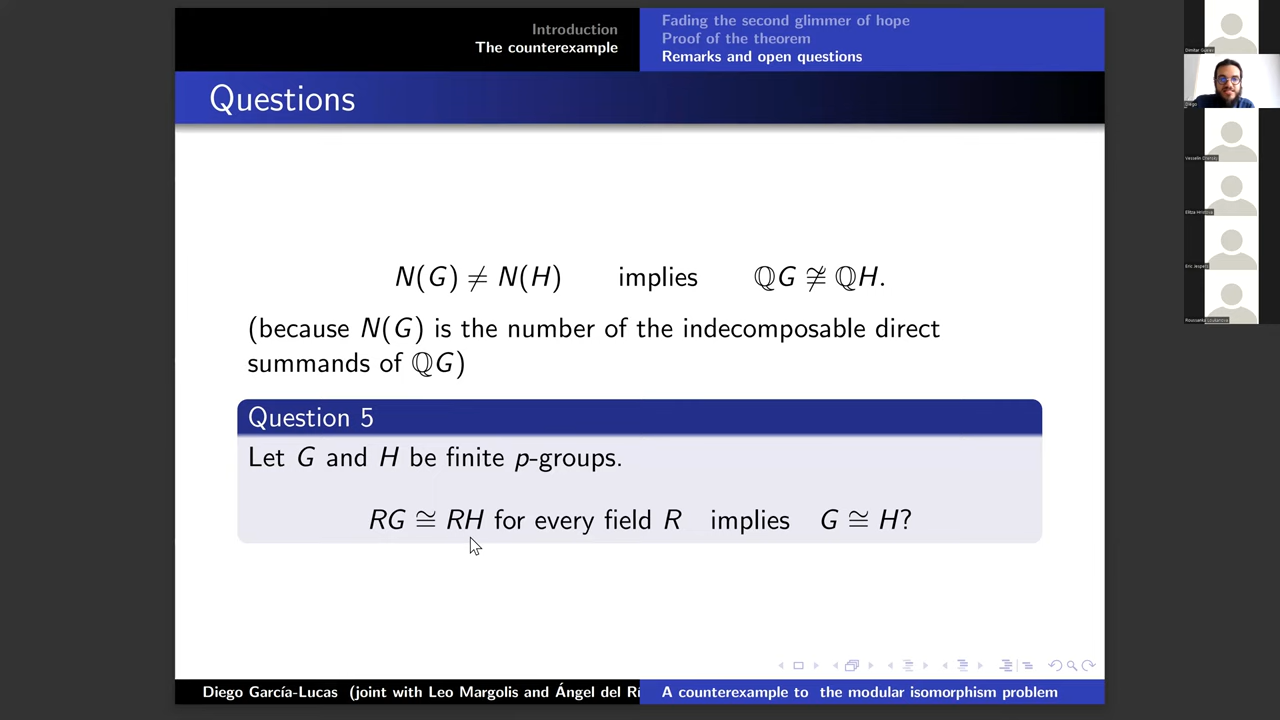 Introduction
The counterexample
Fading the second glimmer of hope
Proof of the theorem
Remarks and open questions
Questions
N(G) ≠ N(H) implies ℚG ≇ ℚH.
(because N(G) is the number of the indecomposable direct
summands of ℚG)
Question 5
Let G and H be finite p-groups.
RG ≅ RH for every field R implies G ≅ H?
Diego García-Lucas (joint with Leo Margolis and Ángel del Rí
A counterexample to the modular isomorphism problem
Diego